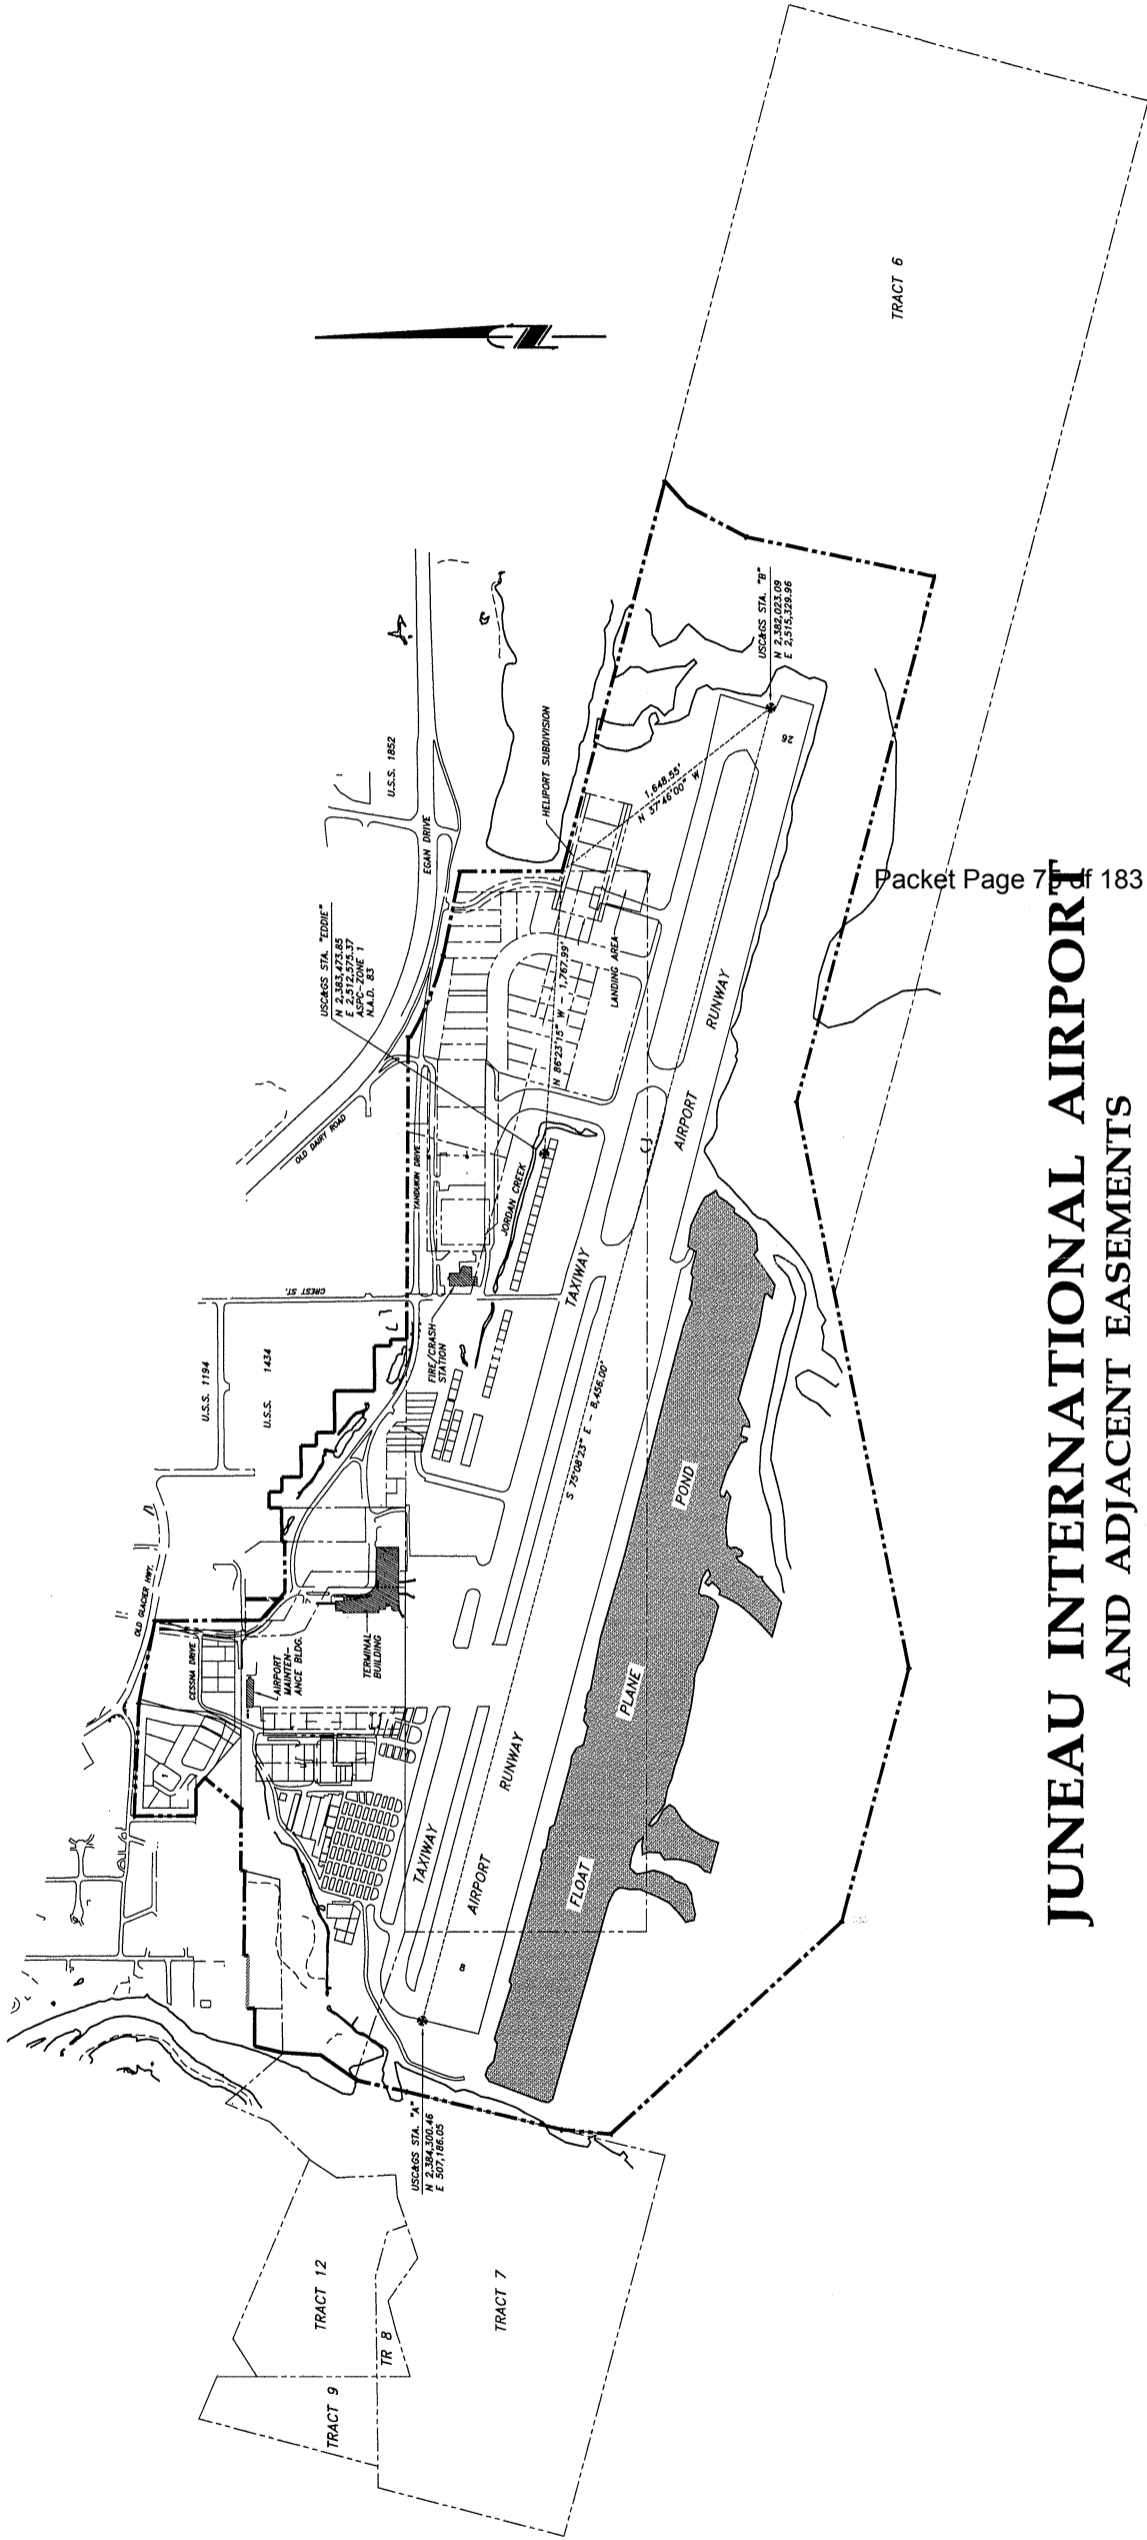 TRACT 6
U.S.S. 1852
EGAN DRIVE
HELIPORT SUBDIVISION
USC&GS STA. "B"
N 2,382,023.09
E 2,515,329.96
26
1,648.55'
N 37°46'00" W
USC&GS STA. "EDDIE"
N 2,383,473.85
E 2,512,575.37
ASPC-ZONE 1
N.A.D. 83
OLD DAIRY ROAD
YANDUKIN DRIVE
N 86°23'15" W - 1,767.99'
LANDING AREA
AIRPORT RUNWAY
JORDAN CREEK
TAXIWAY
CREST ST.
FIRE/CRASH
STATION
U.S.S. 1194
U.S.S. 1434
S 75°08'23" E - 8,456.00'
OLD GLACIER HWY.
CESSNA DRIVE
AIRPORT
MAINTEN-
ANCE BLDG.
TERMINAL
BUILDING
1
TAXIWAY
AIRPORT RUNWAY
8
FLOAT PLANE POND
USC&GS STA. "A"
N 2,384,300.46
E 507,186.05
TRACT 12
TRACT 9
TR 8
TRACT 7
Packet Page 75 of 183
JUNEAU INTERNATIONAL AIRPORT
AND ADJACENT EASEMENTS